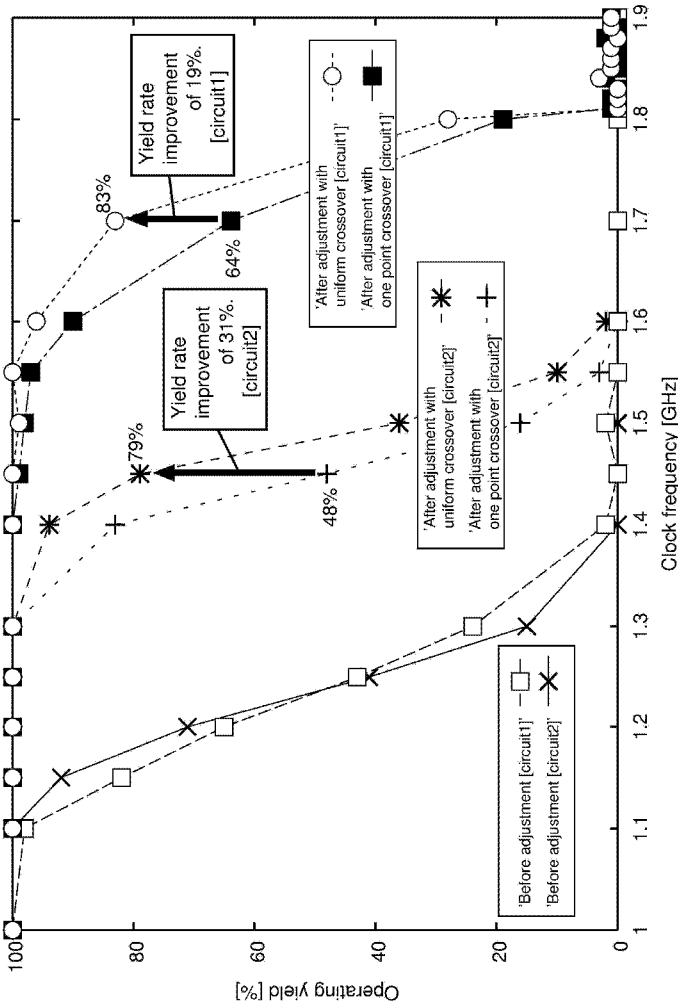 100
80
60
40
20
0
Operating yield [%]
1
1.1
1.2
1.3
1.4
1.5
1.6
1.7
1.8
1.9
Clock frequency [GHz]
83%
64%
Yield rate
improvement
of 19%.
[circuit1]
79%
48%
Yield rate
improvement
of 31%.
[circuit2]
'After adjustment with
uniform crossover [circuit1]'
'After adjustment with
one point crossover [circuit1]'
'After adjustment with
uniform crossover [circuit2]'
'After adjustment with
one point crossover [circuit2]'
'Before adjustment [circuit1]'
'Before adjustment [circuit2]'